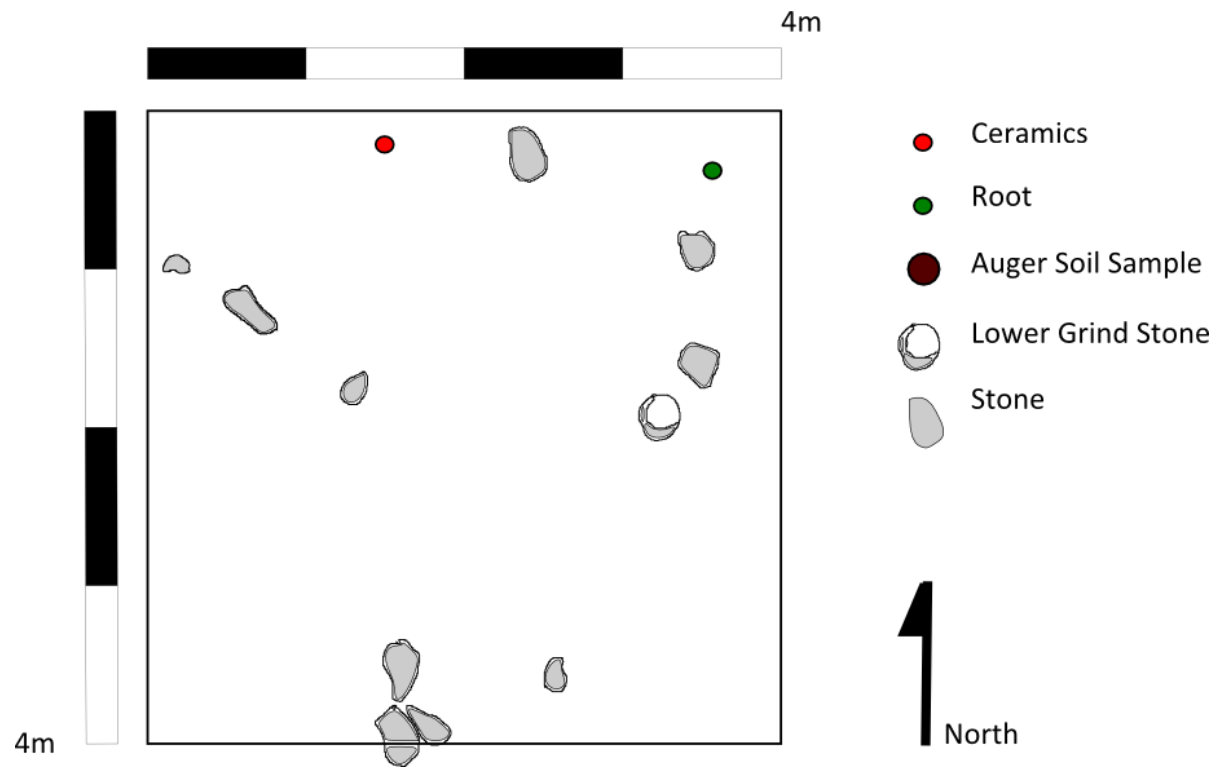 4m
Ceramics
Root
Auger Soil Sample
Lower Grind Stone
Stone
North
4m